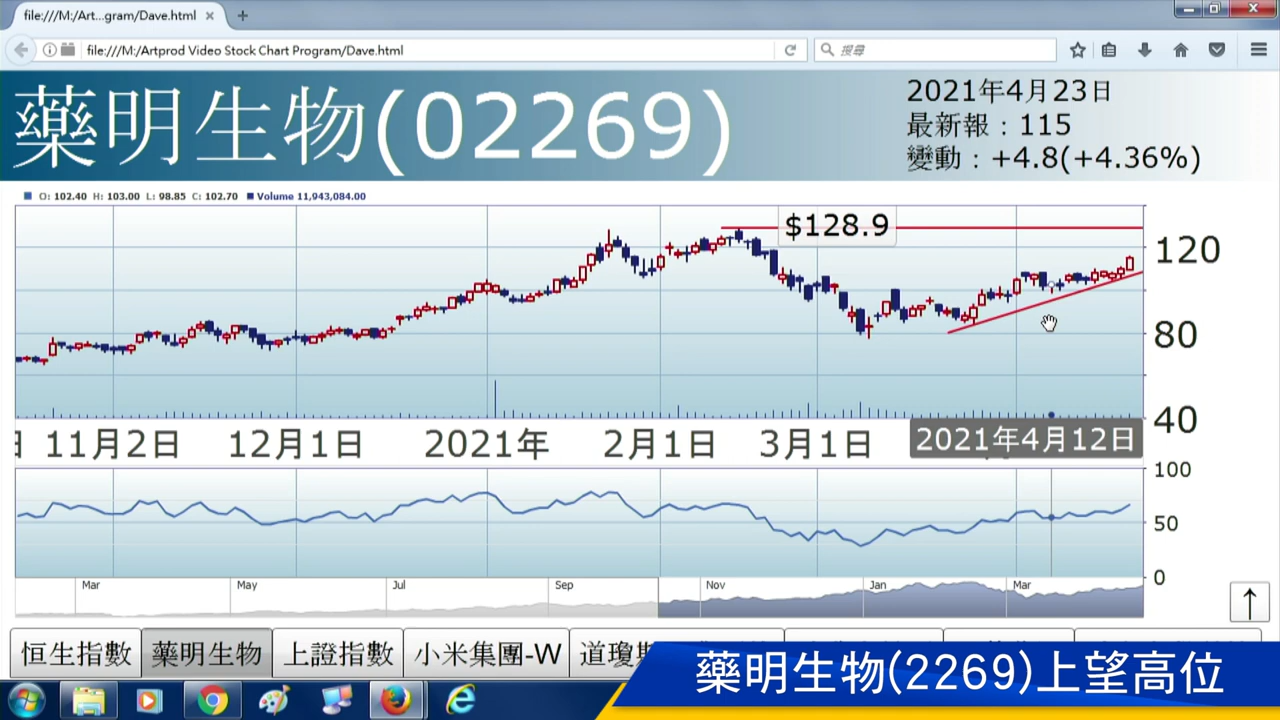 file:///M:/Art...gram/Dave.html
file:///M:/Artprod Video Stock Chart Program/Dave.html
搜尋
藥明生物(02269)
2021年4月23日
最新報：115
變動：+4.8(+4.36%)
O: 102.40 H: 103.00 L: 98.85 C: 102.70 Volume 11,943,084.00
$128.9
120
80
40
11月2日 12月1日 2021年 2月1日 3月1日 2021年4月12日
100
50
0
Mar May Jul Sep Nov Jan Mar
↑
恒生指數 藥明生物 上證指數 小米集團-W 道瓊
藥明生物(2269)上望高位